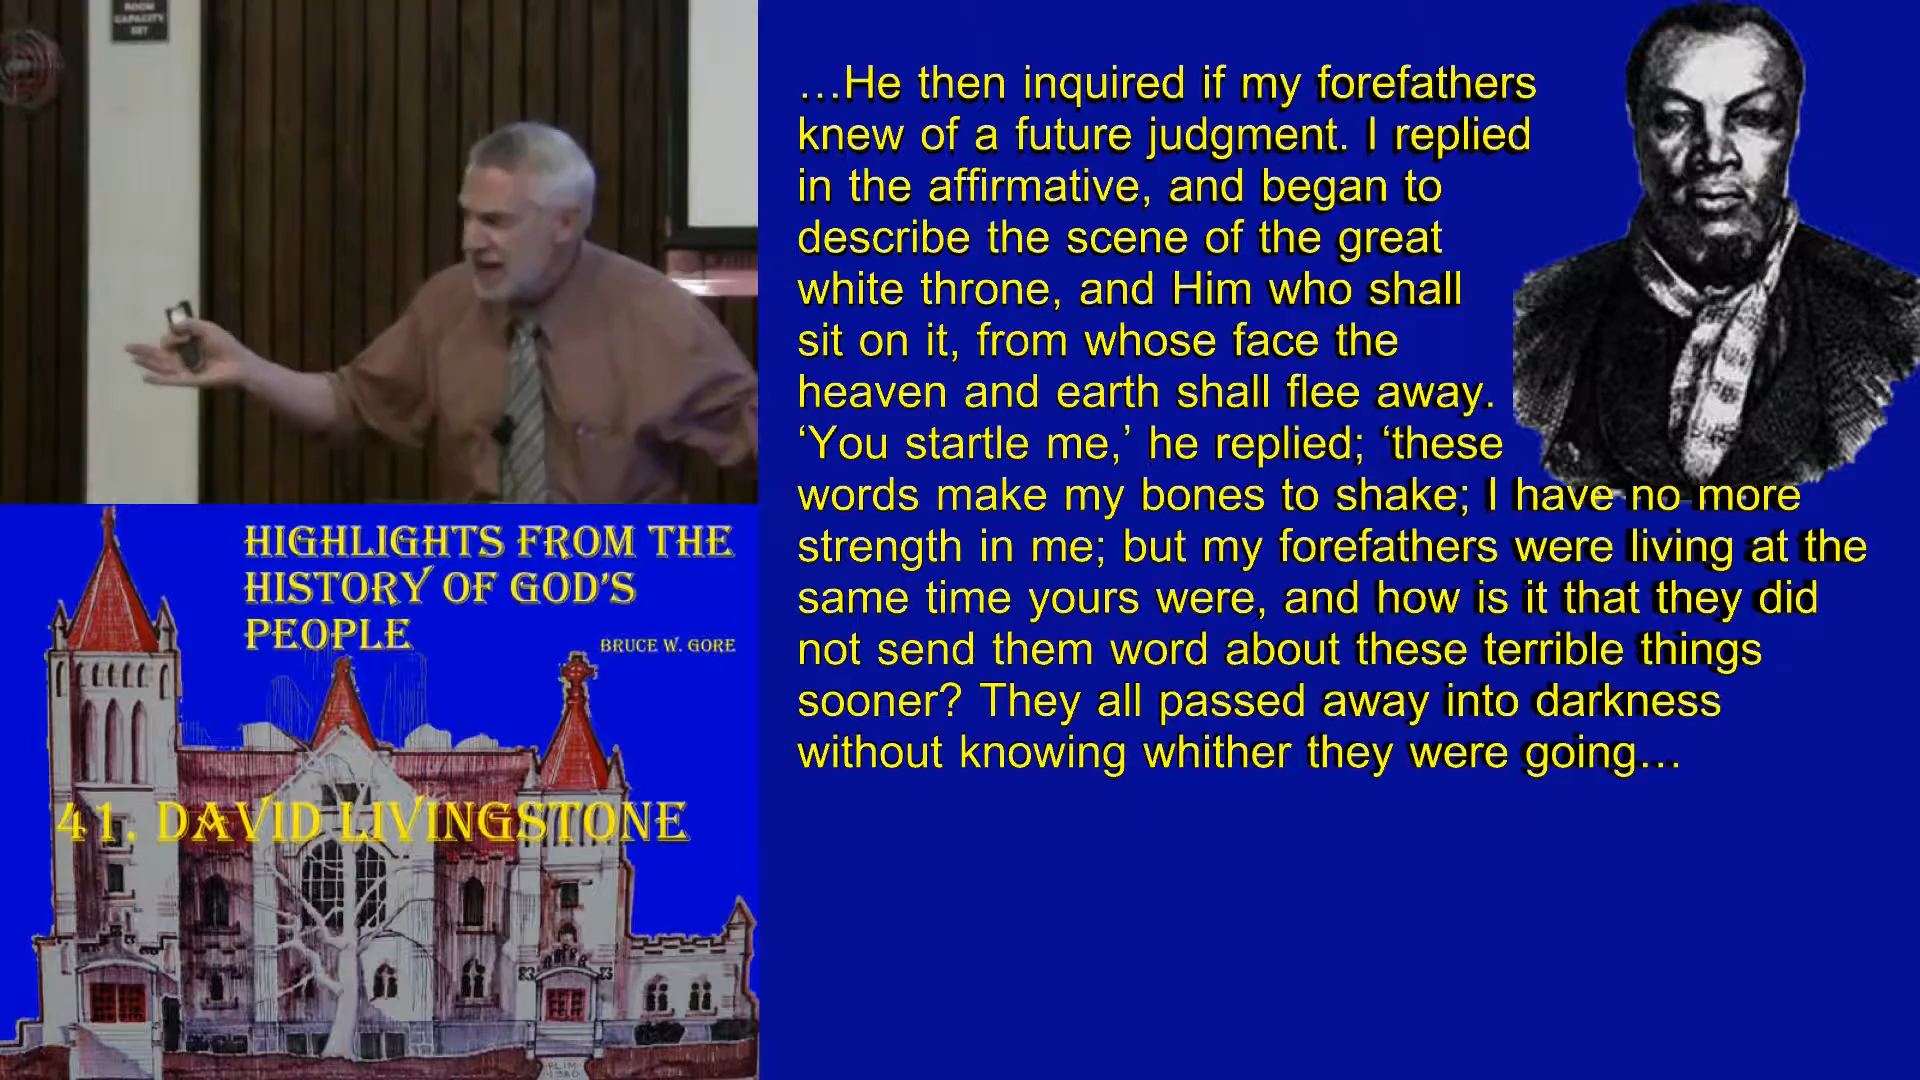 ROOM
CAPACITY
…He then inquired if my forefathers
knew of a future judgment. I replied
in the affirmative, and began to
describe the scene of the great
white throne, and Him who shall
sit on it, from whose face the
heaven and earth shall flee away.
‘You startle me,’ he replied; ‘these
words make my bones to shake; I have no more
strength in me; but my forefathers were living at the
same time yours were, and how is it that they did
not send them word about these terrible things
sooner? They all passed away into darkness
without knowing whither they were going…
HIGHLIGHTS FROM THE
HISTORY OF GOD’S
PEOPLE
BRUCE W. GORE
41. DAVID LIVINGSTONE